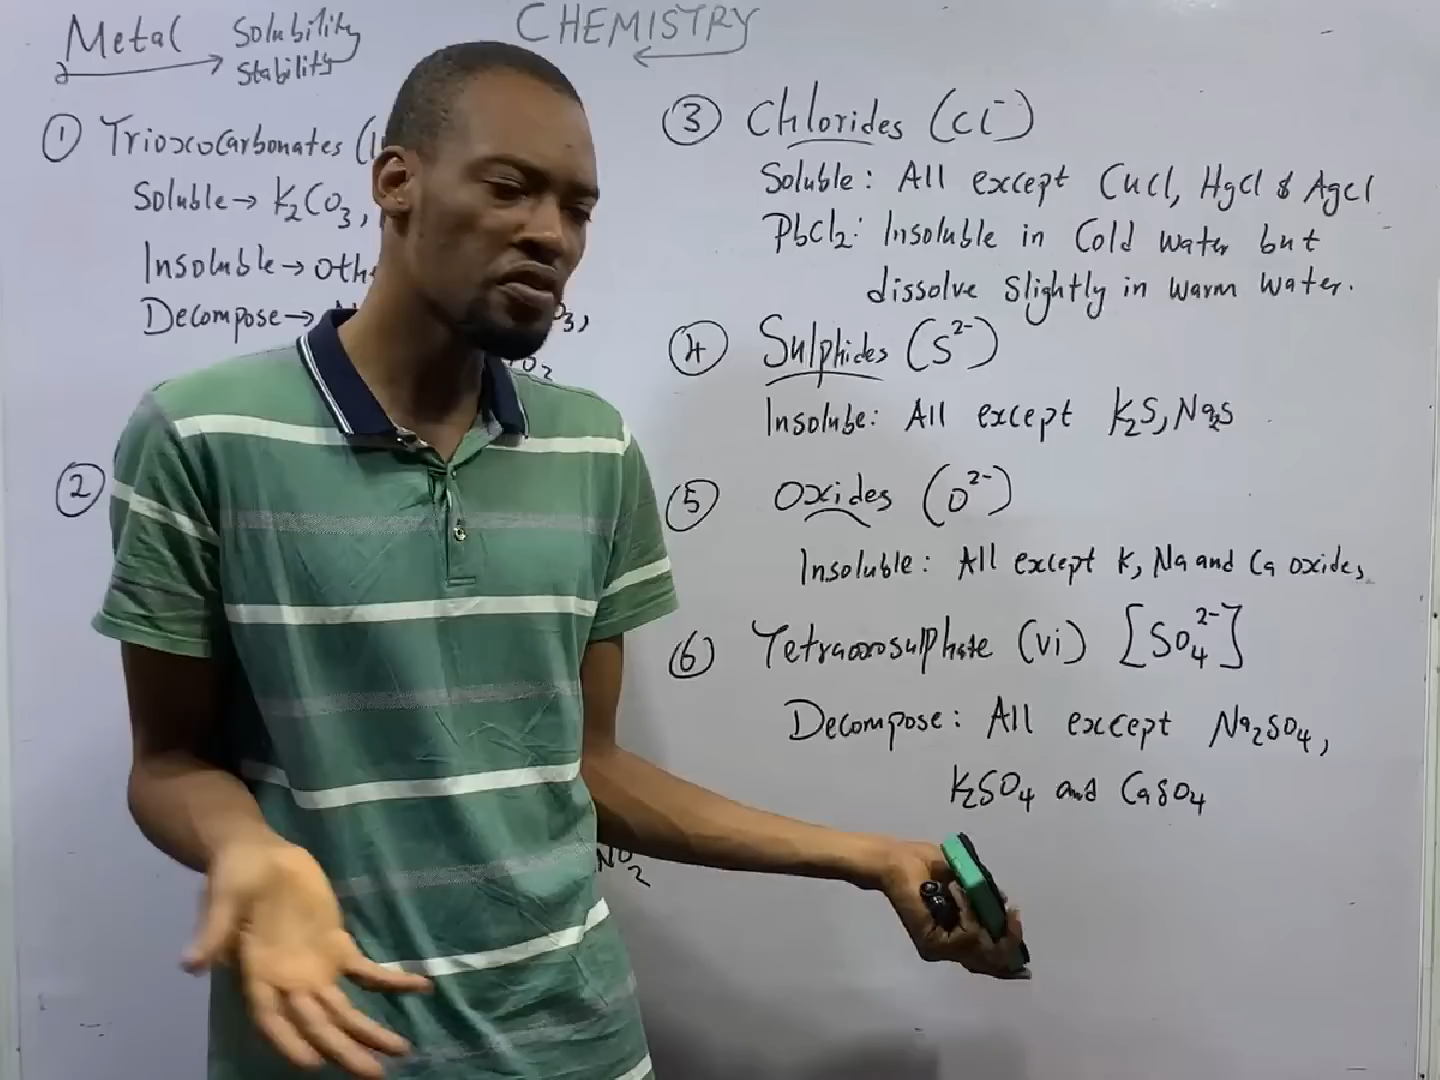 Metal
Solubility
Stability
CHEMISTRY
① Trioxocarbonates (
Soluble → K₂CO₃,
Insoluble →
Decompose →
O₃,
②
NO₂
③ Chlorides (Cl⁻)
Soluble: All except CuCl, HgCl & AgCl
PbCl₂: Insoluble in Cold water but
dissolve slightly in warm water.
④ Sulphides (S²⁻)
Insolube: All except K₂S, Na₂S
⑤ Oxides (O²⁻)
Insoluble: All except K, Na and Ca oxides,
⑥ Tetraoxosulphate (vi) [SO₄²⁻]
Decompose: All except Na₂SO₄,
K₂SO₄ and CaSO₄